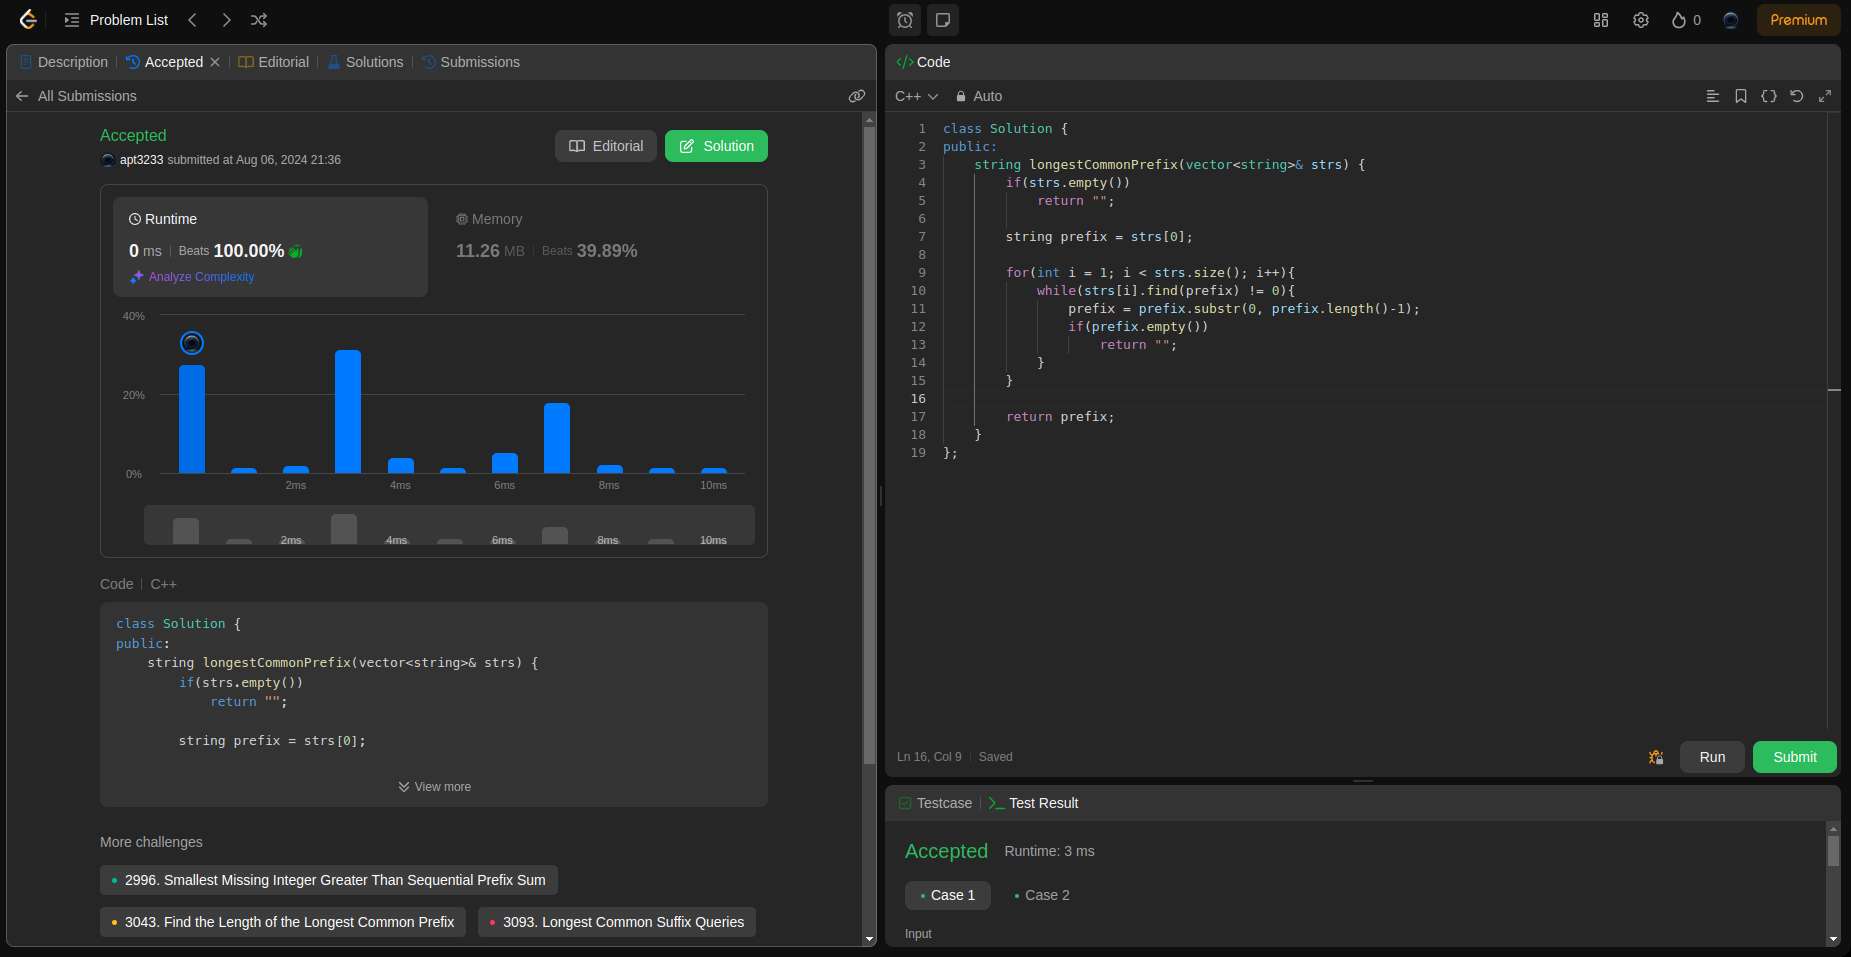 Problem List
0
Premium
Description
Accepted
Editorial
Solutions
Submissions
All Submissions
Accepted
apt3233 submitted at Aug 06, 2024 21:36
Editorial
Solution
Runtime
0 ms
Beats 100.00%
Analyze Complexity
Memory
11.26 MB
Beats 39.89%
40%
20%
0%
2ms
4ms
6ms
8ms
10ms
2ms
4ms
6ms
8ms
10ms
Code
C++
class Solution {
public:
    string longestCommonPrefix(vector<string>& strs) {
        if(strs.empty())
            return "";

        string prefix = strs[0];
View more
More challenges
2996. Smallest Missing Integer Greater Than Sequential Prefix Sum
3043. Find the Length of the Longest Common Prefix
3093. Longest Common Suffix Queries
</> Code
C++
Auto
1 class Solution {
2 public:
3     string longestCommonPrefix(vector<string>& strs) {
4         if(strs.empty())
5             return "";
6
7         string prefix = strs[0];
8
9         for(int i = 1; i < strs.size(); i++){
10             while(strs[i].find(prefix) != 0){
11                 prefix = prefix.substr(0, prefix.length()-1);
12                 if(prefix.empty())
13                     return "";
14             }
15         }
16
17         return prefix;
18     }
19 };
Ln 16, Col 9
Saved
Run
Submit
Testcase
Test Result
Accepted
Runtime: 3 ms
Case 1
Case 2
Input